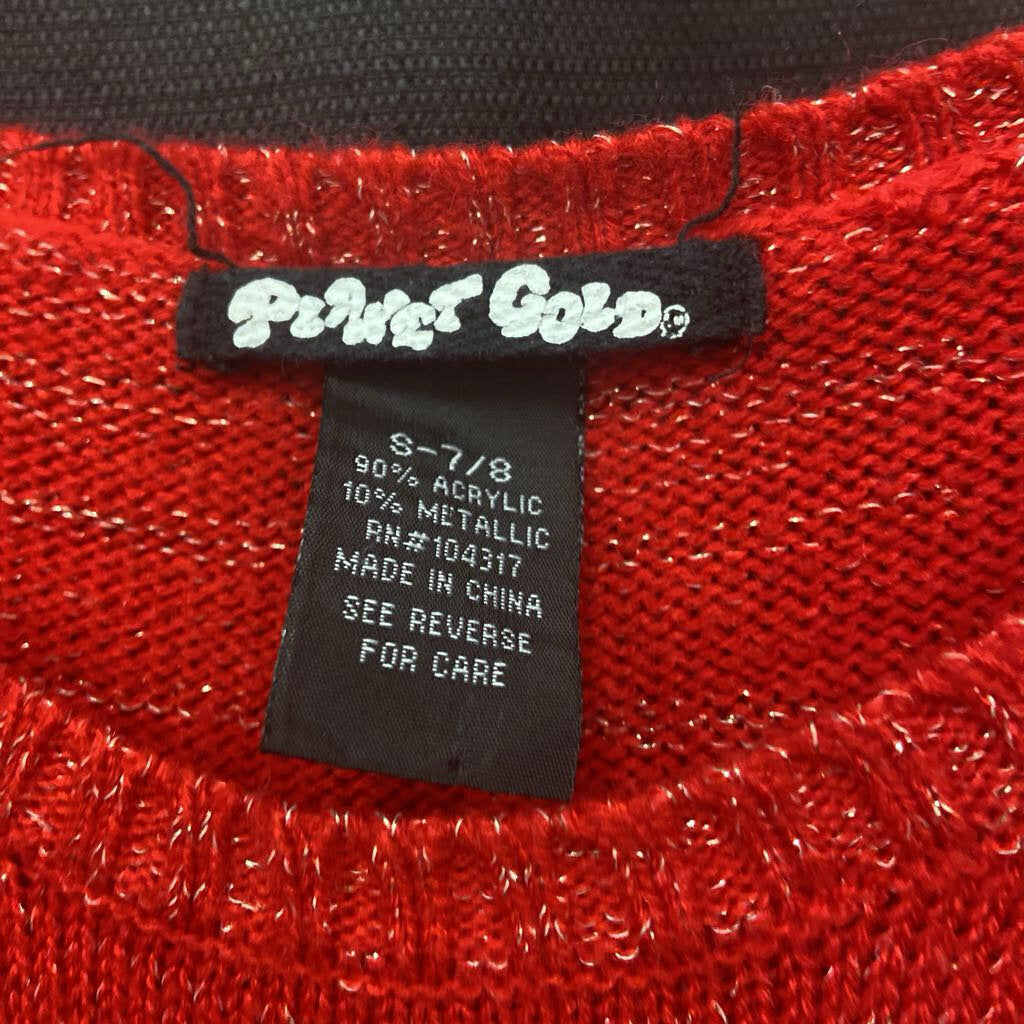 PLANET GOLD
S-7/8
90% ACRYLIC
10% METALLIC
RN#104317
MADE IN CHINA
SEE REVERSE
FOR CARE